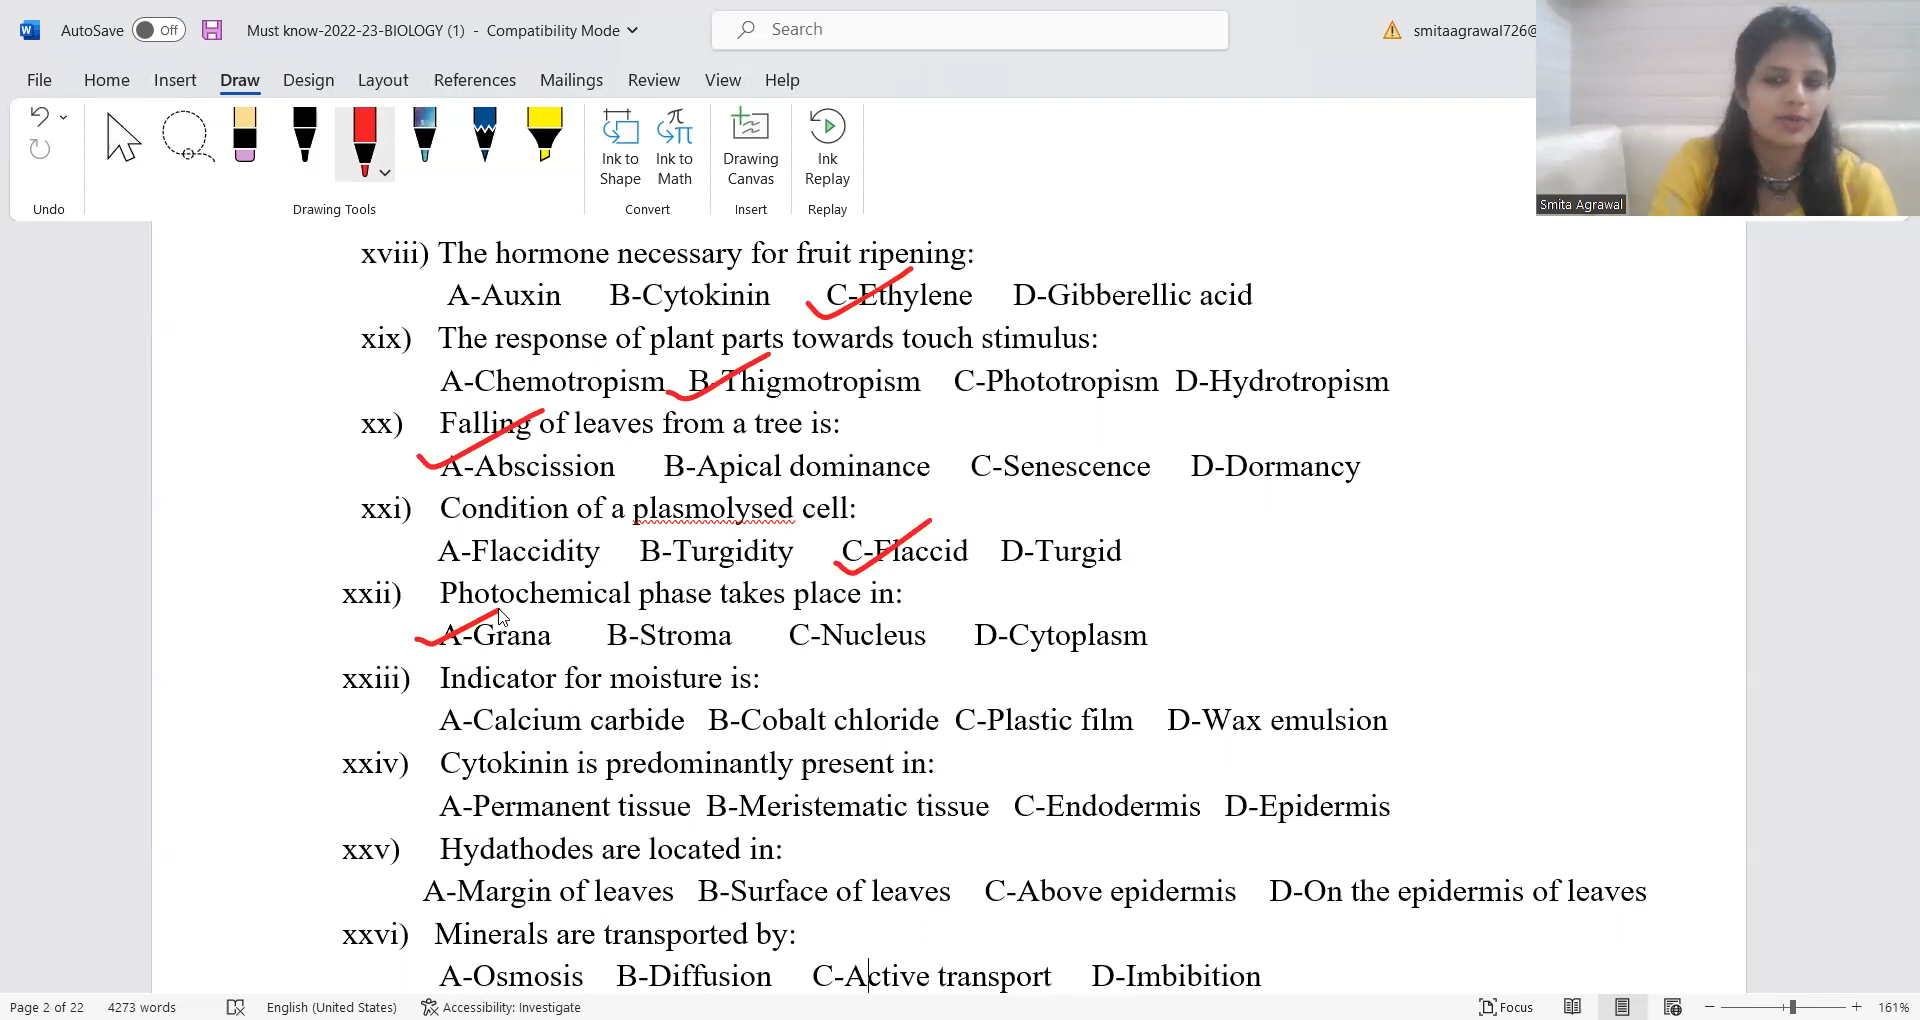 AutoSave Off Must know-2022-23-BIOLOGY (1) - Compatibility Mode Search smitaagrawal726@
File Home Insert Draw Design Layout References Mailings Review View Help
Ink to Shape
Ink to Math
Drawing Canvas
Ink Replay
Undo Drawing Tools Convert Insert Replay
Smita Agrawal
xviii) The hormone necessary for fruit ripening:
A-Auxin B-Cytokinin C-Ethylene D-Gibberellic acid
xix) The response of plant parts towards touch stimulus:
A-Chemotropism B-Thigmotropism C-Phototropism D-Hydrotropism
xx) Falling of leaves from a tree is:
A-Abscission B-Apical dominance C-Senescence D-Dormancy
xxi) Condition of a plasmolysed cell:
A-Flaccidity B-Turgidity C-Flaccid D-Turgid
xxii) Photochemical phase takes place in:
A-Grana B-Stroma C-Nucleus D-Cytoplasm
xxiii) Indicator for moisture is:
A-Calcium carbide B-Cobalt chloride C-Plastic film D-Wax emulsion
xxiv) Cytokinin is predominantly present in:
A-Permanent tissue B-Meristematic tissue C-Endodermis D-Epidermis
xxv) Hydathodes are located in:
A-Margin of leaves B-Surface of leaves C-Above epidermis D-On the epidermis of leaves
xxvi) Minerals are transported by:
A-Osmosis B-Diffusion C-Active transport D-Imbibition
Page 2 of 22 4273 words English (United States) Accessibility: Investigate Focus 161%